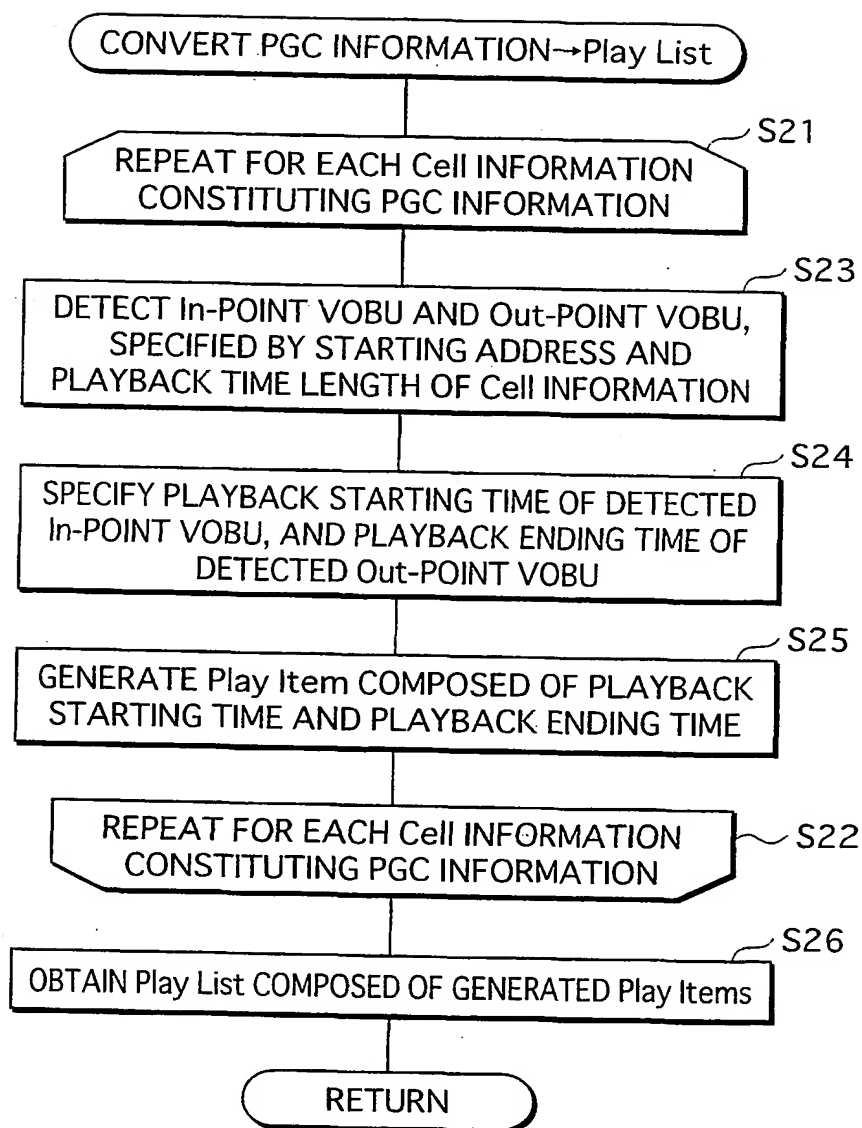 CONVERT PGC INFORMATION→Play List
S21
REPEAT FOR EACH Cell INFORMATION
CONSTITUTING PGC INFORMATION
S23
DETECT In-POINT VOBU AND Out-POINT VOBU,
SPECIFIED BY STARTING ADDRESS AND
PLAYBACK TIME LENGTH OF Cell INFORMATION
S24
SPECIFY PLAYBACK STARTING TIME OF DETECTED
In-POINT VOBU, AND PLAYBACK ENDING TIME OF
DETECTED Out-POINT VOBU
S25
GENERATE Play Item COMPOSED OF PLAYBACK
STARTING TIME AND PLAYBACK ENDING TIME
REPEAT FOR EACH Cell INFORMATION
CONSTITUTING PGC INFORMATION
S22
S26
OBTAIN Play List COMPOSED OF GENERATED Play Items
RETURN